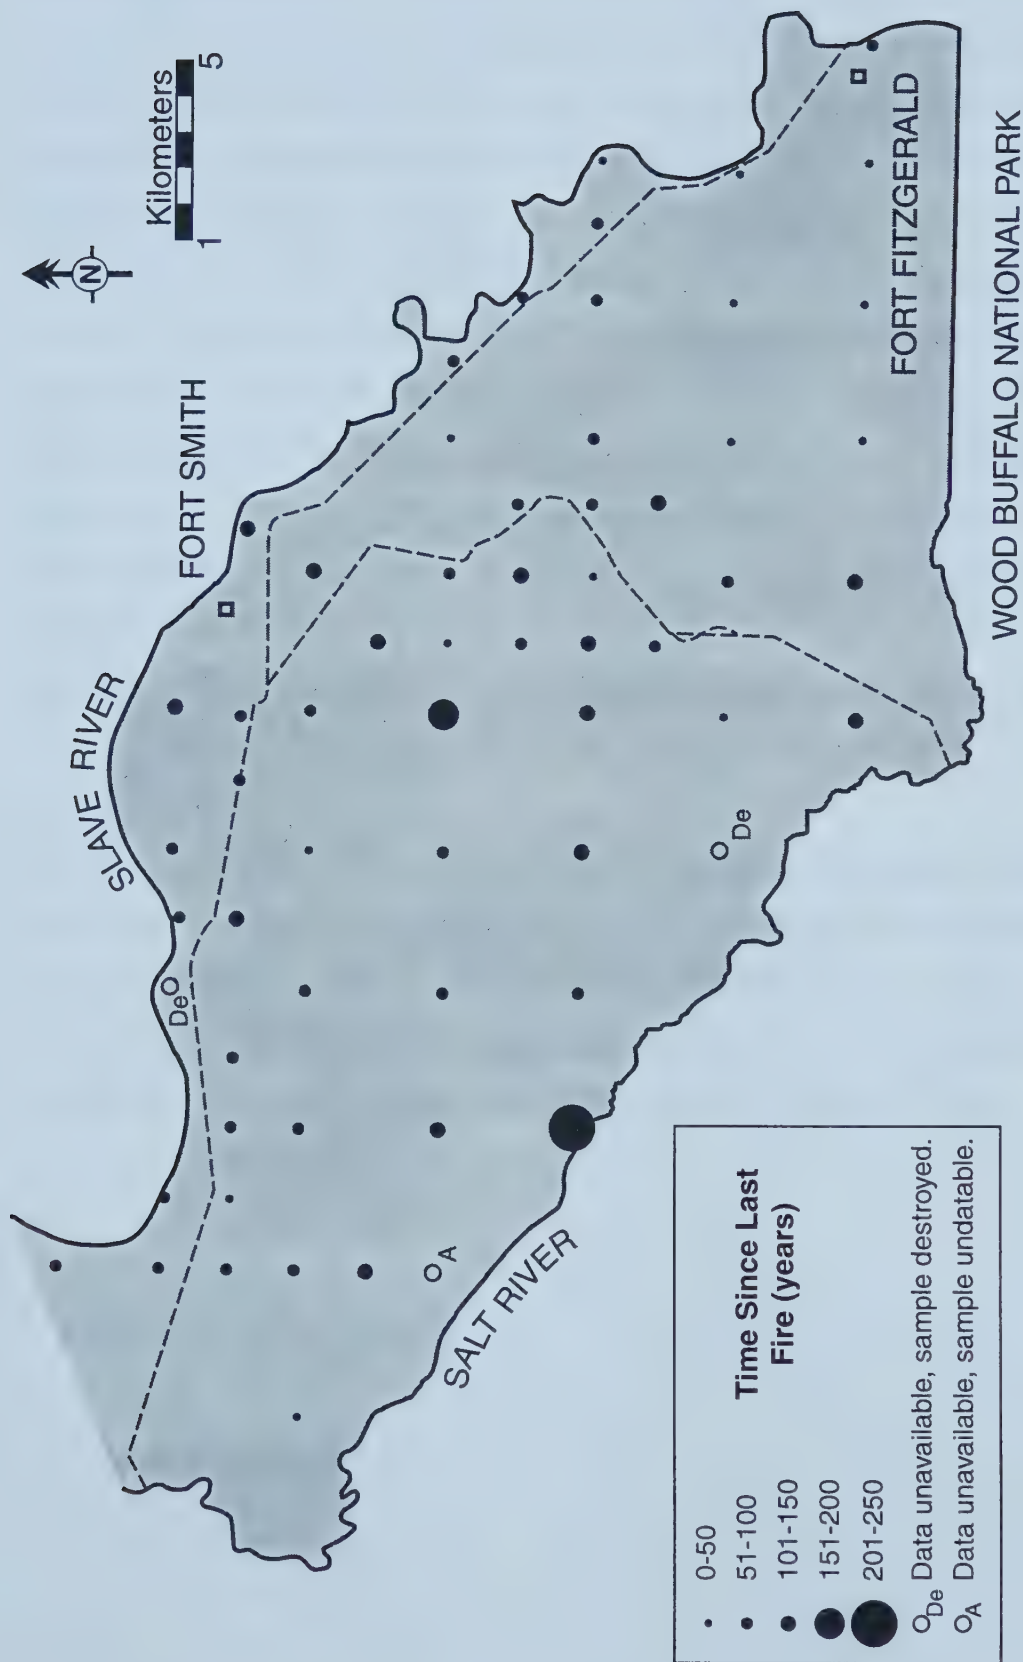 Kilometers
1 5
N
FORT SMITH
SLAVE RIVER
De
De
A
SALT RIVER
FORT FITZGERALD
WOOD BUFFALO NATIONAL PARK
Time Since Last
Fire (years)
0-50
51-100
101-150
151-200
201-250
De Data unavailable, sample destroyed.
A Data unavailable, sample undatable.